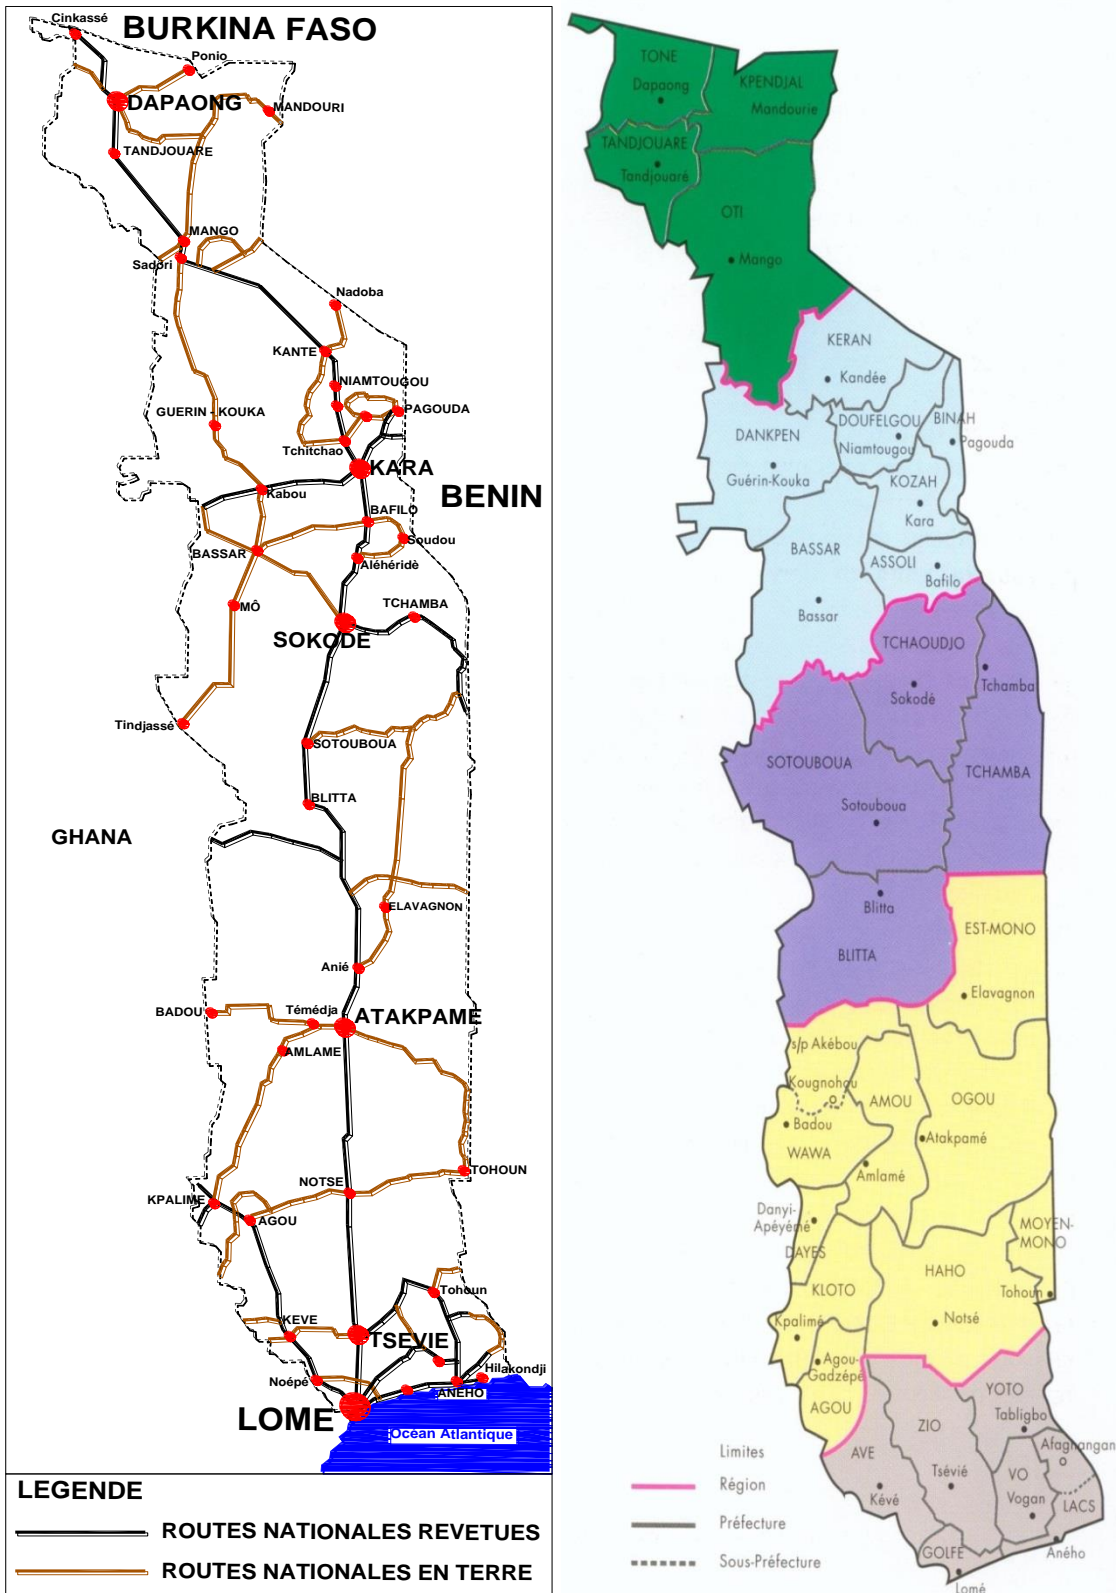 BURKINA FASO
Cinkassé
Ponio
DAPAONG
MANDOURI
TANDJOUARE
MANGO
Sadori
Nadoba
KANTE
NIAMTOUGOU
GUERIN - KOUKA
PAGOUDA
Tchitchao
KARA
Kabou
BENIN
BAFILO
Soudou
BASSAR
Aléhéridè
MÔ
TCHAMBA
SOKODE
Tindjassé
SOTOUBOUA
BLITTA
GHANA
ELAVAGNON
Anié
BADOU
Témédja
ATAKPAME
AMLAME
TOHOUN
NOTSE
KPALIME
AGOU
Tohoun
KEVE
TSEVIE
Noépé
Hilakondji
ANEHO
LOME
Océan Atlantique
LEGENDE
ROUTES NATIONALES REVETUES
ROUTES NATIONALES EN TERRE
TONE
Dapaong
KPENDJAL
Mandourie
TANDJOUARE
Tandjouaré
OTI
Mango
KERAN
Kandée
DOUFELGOU
Niamtougou
BINAH
Pagouda
DANKPEN
Guérin-Kouka
KOZAH
Kara
BASSAR
Bassar
ASSOLI
Bafilo
TCHAOUDJO
Sokodé
Tchamba
TCHAMBA
SOTOUBOUA
Sotouboua
Blitta
BLITTA
EST-MONO
Elavagnon
s/p Akébou
Kougnohou
AMOU
OGOU
Badou
WAWA
Atakpamé
Amlamé
Danyi-
Apéyémé
DAYES
MOYEN-
MONO
KLOTO
HAHO
Tohoun
Kpalimé
Notsé
Agou-
Gadzépé
AGOU
YOTO
Tabligbo
ZIO
AVE
Afagnangan
Tsévié
VO
Vogan
LACS
Kévé
GOLFE
Aného
Lomé
Limites
Région
Préfecture
Sous-Préfecture